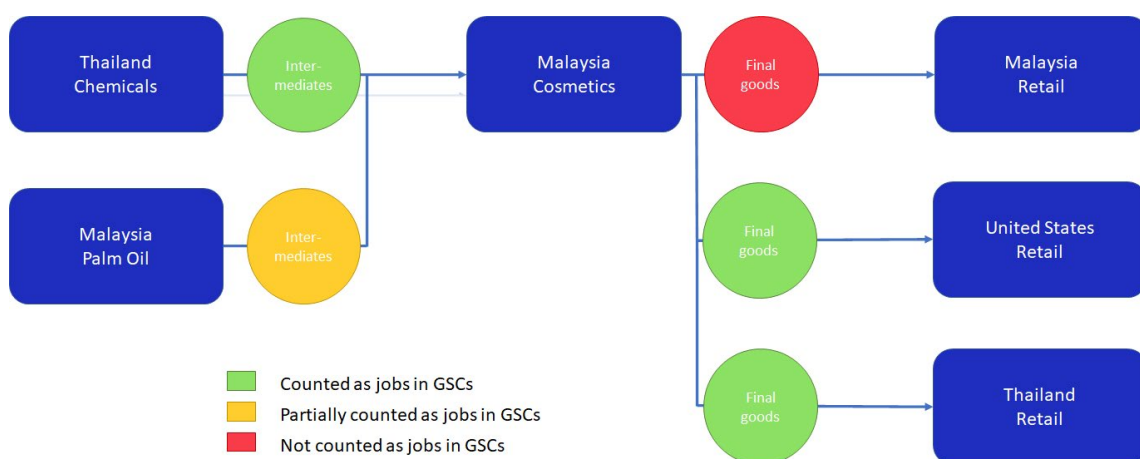 Thailand
Chemicals
Inter-
mediates
Malaysia
Cosmetics
Final
goods
Malaysia
Retail
Malaysia
Palm Oil
Inter-
mediates
Final
goods
United States
Retail
Final
goods
Thailand
Retail
Counted as jobs in GSCs
Partially counted as jobs in GSCs
Not counted as jobs in GSCs